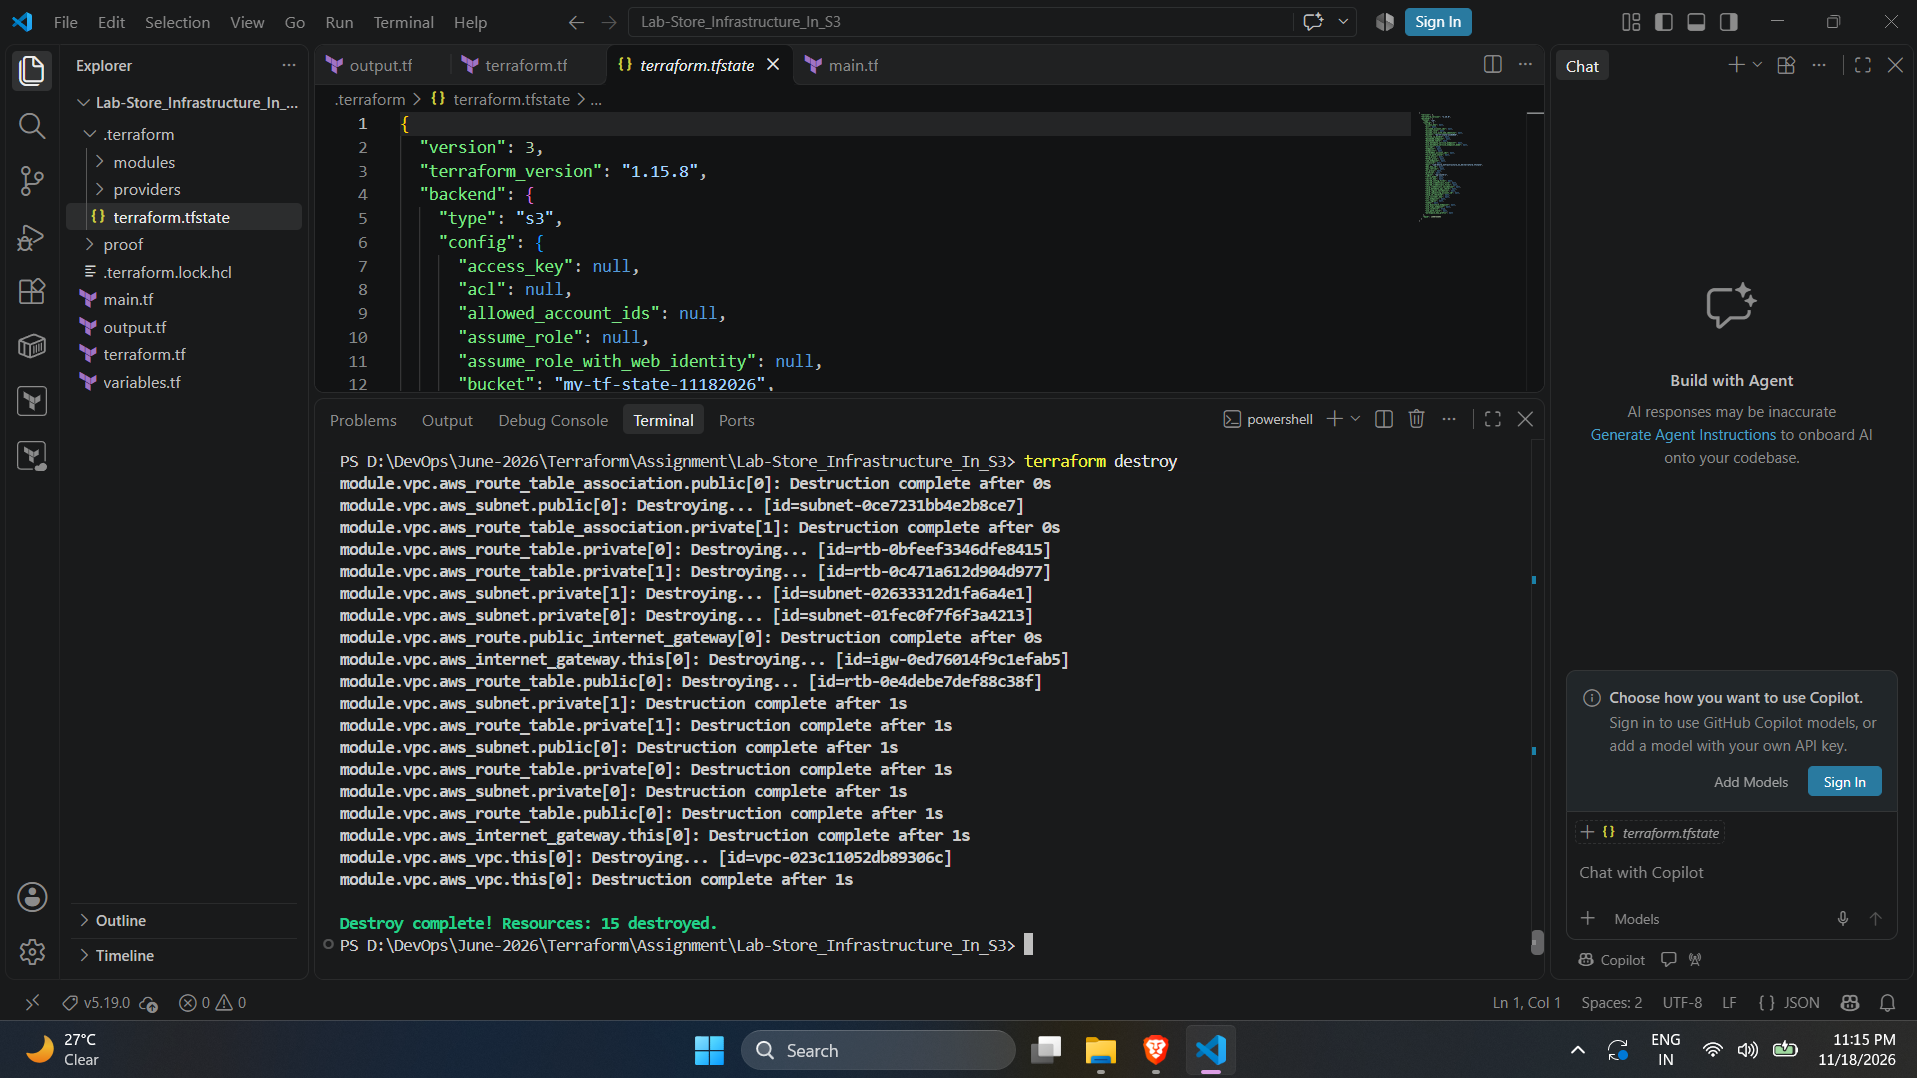 File Edit Selection View Go Run Terminal Help
Lab-Store_Infrastructure_In_S3
Sign In
Explorer
Lab-Store_Infrastructure_In_...
.terraform
modules
providers
terraform.tfstate
proof
.terraform.lock.hcl
main.tf
output.tf
terraform.tf
variables.tf
Outline
Timeline
output.tf
terraform.tf
terraform.tfstate
main.tf
.terraform > {} terraform.tfstate > ...
1 {
2 "version": 3,
3 "terraform_version": "1.15.8",
4 "backend": {
5 "type": "s3",
6 "config": {
7 "access_key": null,
8 "acl": null,
9 "allowed_account_ids": null,
10 "assume_role": null,
11 "assume_role_with_web_identity": null,
12 "bucket": "my-tf-state-11182026",
Problems Output Debug Console Terminal Ports
powershell
PS D:\DevOps\June-2026\Terraform\Assignment\Lab-Store_Infrastructure_In_S3> terraform destroy
module.vpc.aws_route_table_association.public[0]: Destruction complete after 0s
module.vpc.aws_subnet.public[0]: Destroying... [id=subnet-0ce7231bb4e2b8ce7]
module.vpc.aws_route_table_association.private[1]: Destruction complete after 0s
module.vpc.aws_route_table.private[0]: Destroying... [id=rtb-0bfeef3346dfe8415]
module.vpc.aws_route_table.private[1]: Destroying... [id=rtb-0c471a612d904d977]
module.vpc.aws_subnet.private[1]: Destroying... [id=subnet-02633312d1fa6a4e1]
module.vpc.aws_subnet.private[0]: Destroying... [id=subnet-01fec0f7f6f3a4213]
module.vpc.aws_route.public_internet_gateway[0]: Destruction complete after 0s
module.vpc.aws_internet_gateway.this[0]: Destroying... [id=igw-0ed76014f9c1efab5]
module.vpc.aws_route_table.public[0]: Destroying... [id=rtb-0e4debe7def88c38f]
module.vpc.aws_subnet.private[1]: Destruction complete after 1s
module.vpc.aws_route_table.private[1]: Destruction complete after 1s
module.vpc.aws_subnet.public[0]: Destruction complete after 1s
module.vpc.aws_route_table.private[0]: Destruction complete after 1s
module.vpc.aws_subnet.private[0]: Destruction complete after 1s
module.vpc.aws_route_table.public[0]: Destruction complete after 1s
module.vpc.aws_internet_gateway.this[0]: Destruction complete after 1s
module.vpc.aws_vpc.this[0]: Destroying... [id=vpc-023c11052db89306c]
module.vpc.aws_vpc.this[0]: Destruction complete after 1s
Destroy complete! Resources: 15 destroyed.
PS D:\DevOps\June-2026\Terraform\Assignment\Lab-Store_Infrastructure_In_S3>
Chat
Build with Agent
AI responses may be inaccurate
Generate Agent Instructions to onboard AI
onto your codebase.
Choose how you want to use Copilot.
Sign in to use GitHub Copilot models, or
add a model with your own API key.
Add Models
Sign In
{} terraform.tfstate
Chat with Copilot
Models
Copilot
v5.19.0
0
0
Ln 1, Col 1
Spaces: 2
UTF-8
LF
{} JSON
27°C
Clear
Search
ENG
IN
11:15 PM
11/18/2026